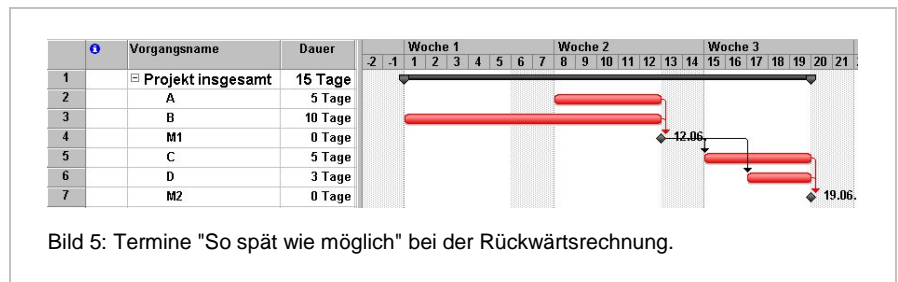 Woche 1 Woche 2 Woche 3
Vorgangsname Dauer
-2 -1 1 2 3 4 5 6 7 8 9 10 11 12 13 14 15 16 17 18 19 20 21
1 Projekt insgesamt 15 Tage
2 A 5 Tage
3 B 10 Tage
4 M1 0 Tage 12.06.
5 C 5 Tage
6 D 3 Tage
7 M2 0 Tage 19.06.
Bild 5: Termine "So spät wie möglich" bei der Rückwärtsrechnung.